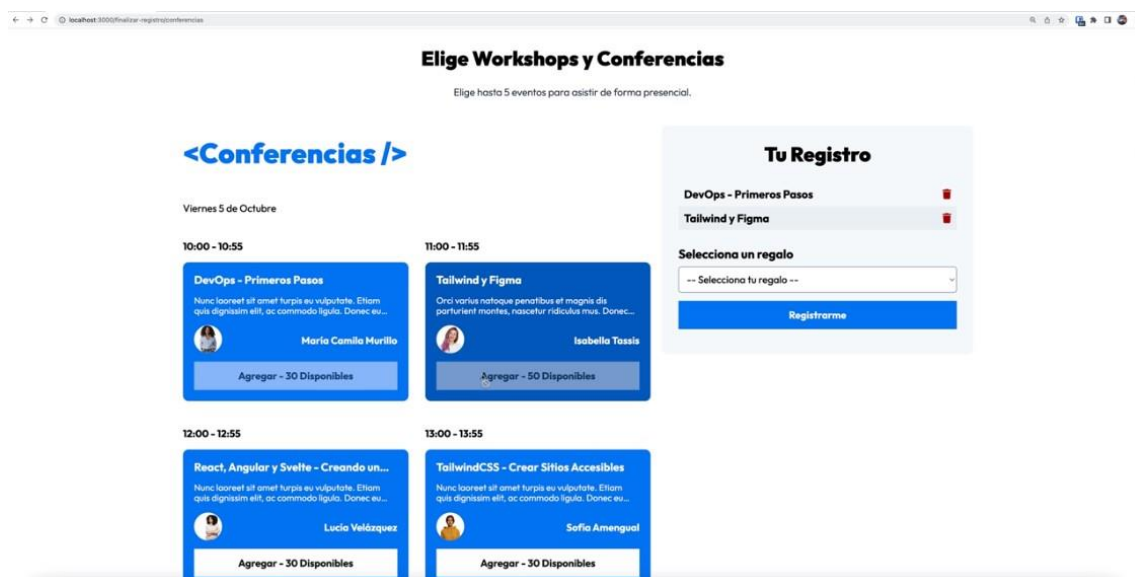 localhost:3000/finalizar-registro/conferencias
Elige Workshops y Conferencias
Elige hasta 5 eventos para asistir de forma presencial.
<Conferencias />
Viernes 5 de Octubre
10:00 - 10:55
DevOps - Primeros Pasos
Nunc laoreet sit amet turpis eu vulputate. Etiam
quis dignissim elit, ac commodo ligula. Donec eu...
María Camila Murillo
Agregar - 30 Disponibles
11:00 - 11:55
Tailwind y Figma
Orci varius natoque penatibus et magnis dis
parturient montes, nascetur ridiculus mus. Donec...
Isabella Tassis
Agregar - 50 Disponibles
12:00 - 12:55
React, Angular y Svelte - Creando un...
Nunc laoreet sit amet turpis eu vulputate. Etiam
quis dignissim elit, ac commodo ligula. Donec eu...
Lucia Velázquez
Agregar - 30 Disponibles
13:00 - 13:55
TailwindCSS - Crear Sitios Accesibles
Nunc laoreet sit amet turpis eu vulputate. Etiam
quis dignissim elit, ac commodo ligula. Donec eu...
Sofia Amengual
Agregar - 30 Disponibles
Tu Registro
DevOps - Primeros Pasos
Tailwind y Figma
Selecciona un regalo
-- Selecciona tu regalo --
Registrarme